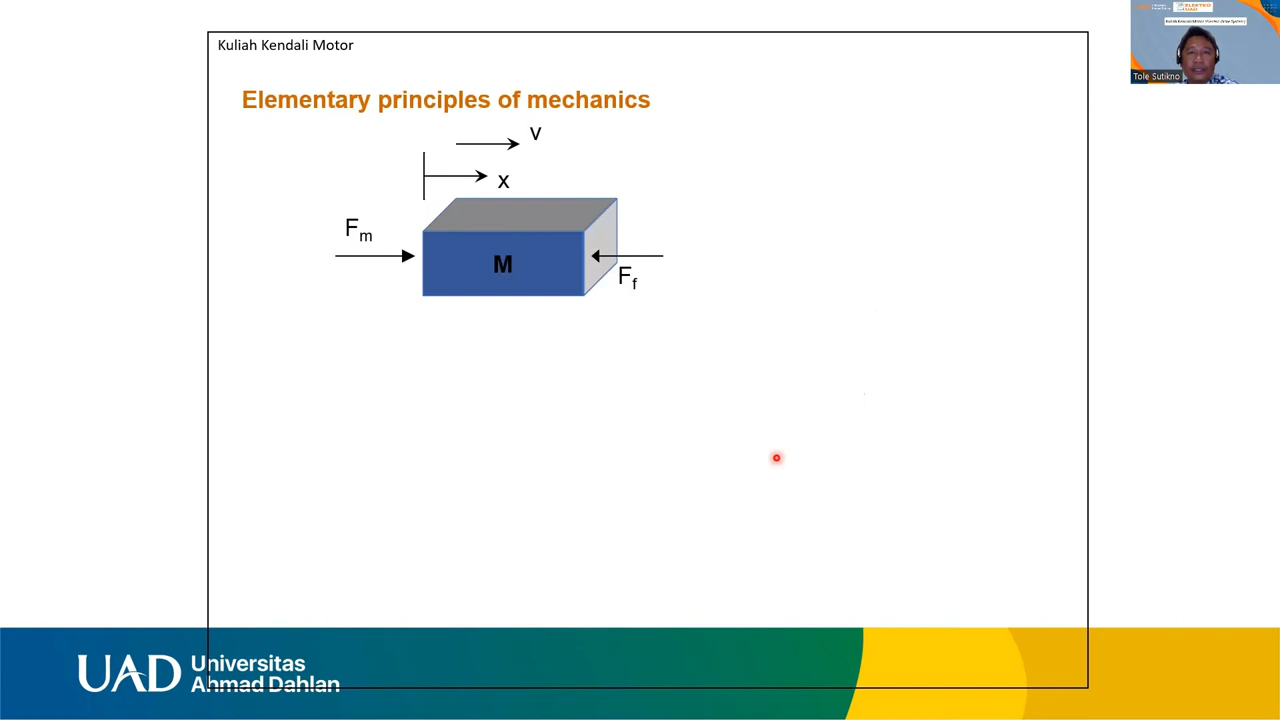 Kuliah Kendali Motor
Elementary principles of mechanics
v
x
Fm
M
Ff
UAD Universitas
Ahmad Dahlan
Tole Sutikno